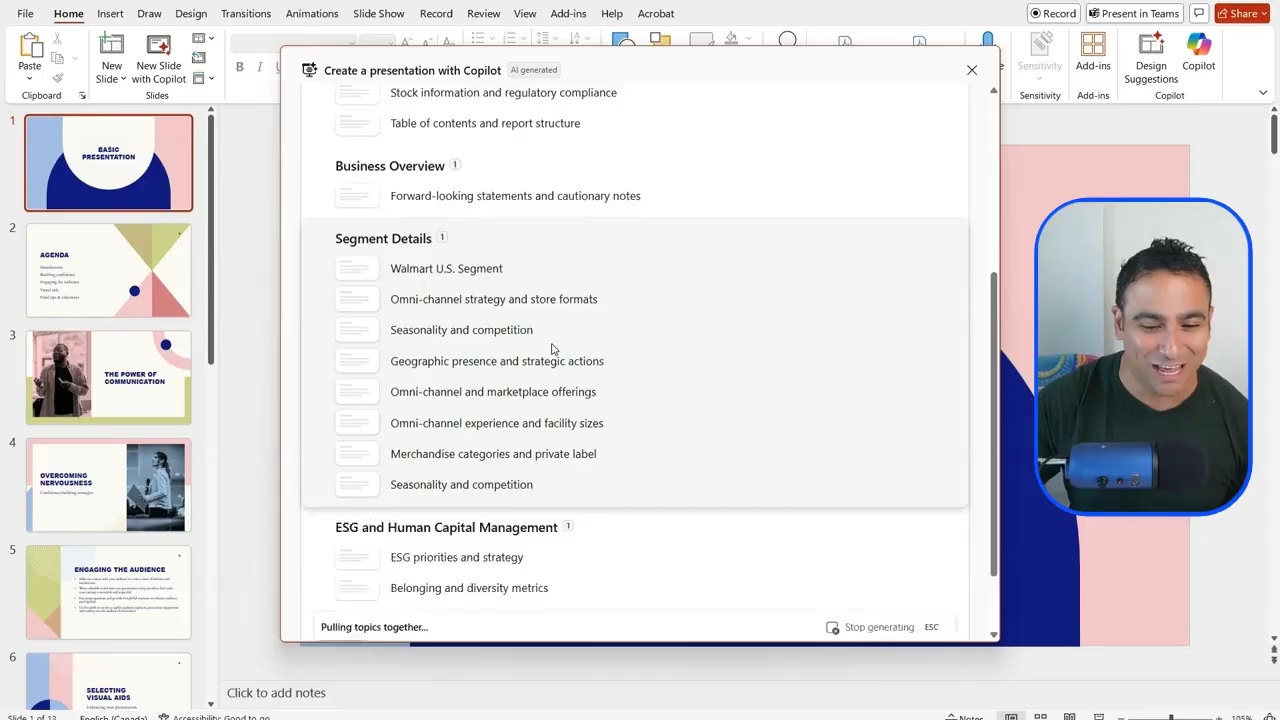 File Home Insert Draw Design Transitions Animations Slide Show Record Review View Add-ins Help Acrobat
Record Present in Teams Share
Paste
New Slide
New Slide with Copilot
B I U
Sensitivity
Add-ins
Design Suggestions
Copilot
Clipboard Slides Sensitivity Add-ins Copilot
Create a presentation with Copilot AI generated
Stock information and regulatory compliance
Table of contents and report structure
Business Overview 1
Forward-looking statements and cautionary notes
Segment Details 1
Walmart U.S. Segment
Omni-channel strategy and store formats
Seasonality and competition
Geographic presence and strategic actions
Omni-channel and marketplace offerings
Omni-channel experience and facility sizes
Merchandise categories and private label
Seasonality and competition
ESG and Human Capital Management 1
ESG priorities and strategy
Belonging and diversity metrics
Pulling topics together...
Stop generating ESC
1
BASIC
PRESENTATION
2
AGENDA
3
THE POWER OF
COMMUNICATION
4
OVERCOMING
NERVOUSNESS
Confidence-building strategies
5
ENGAGING THE AUDIENCE
6
SELECTING
VISUAL AIDS
Click to add notes
Slide 1 of 13 English (Canada) Accessibility: Good to go
Notes
105%